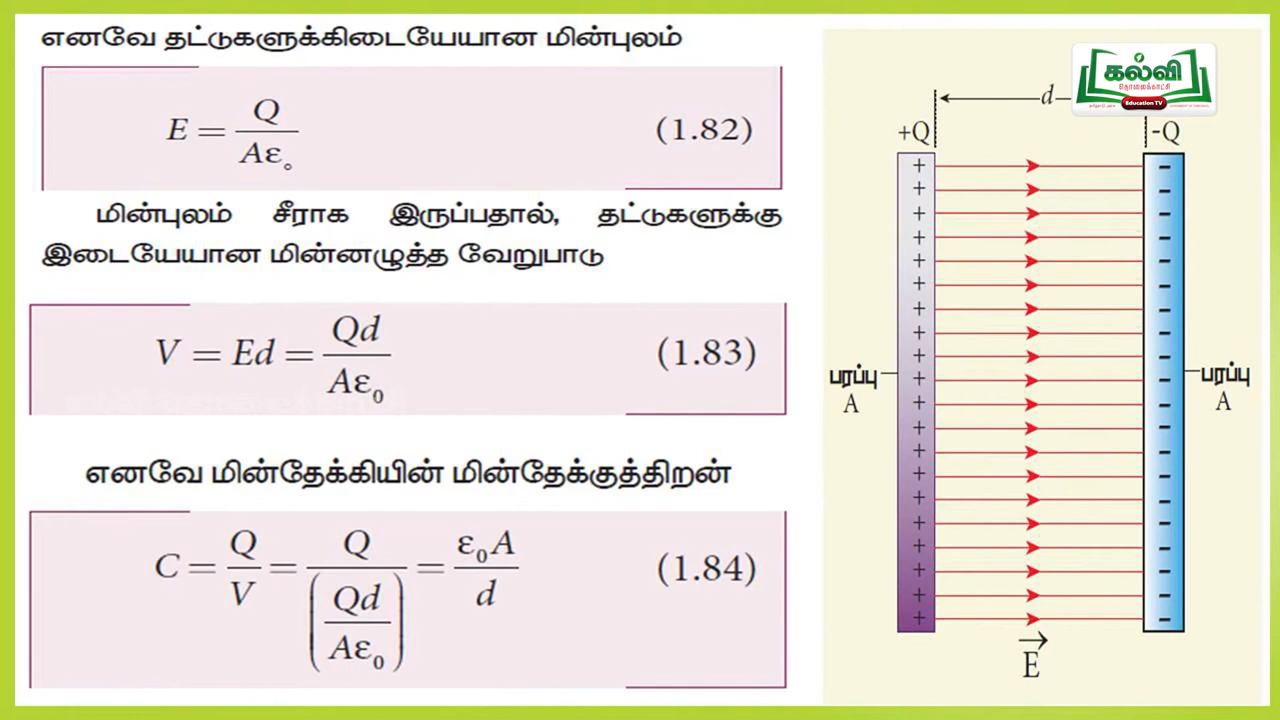 எனவே தட்டுகளுக்கிடையேயான மின்புலம்
E = Q / Aε∘ (1.82)
மின்புலம் சீராக இருப்பதால், தட்டுகளுக்கு
இடையேயான மின்னழுத்த வேறுபாடு
V = Ed = Qd / Aε₀ (1.83)
எனவே மின்தேக்கியின் மின்தேக்குத்திறன்
C = Q / V = Q / (Qd / Aε₀) = ε₀A / d (1.84)
கல்வி
தொலைக்காட்சி
Education TV
d
+Q -Q
பரப்பு A
பரப்பு A
E